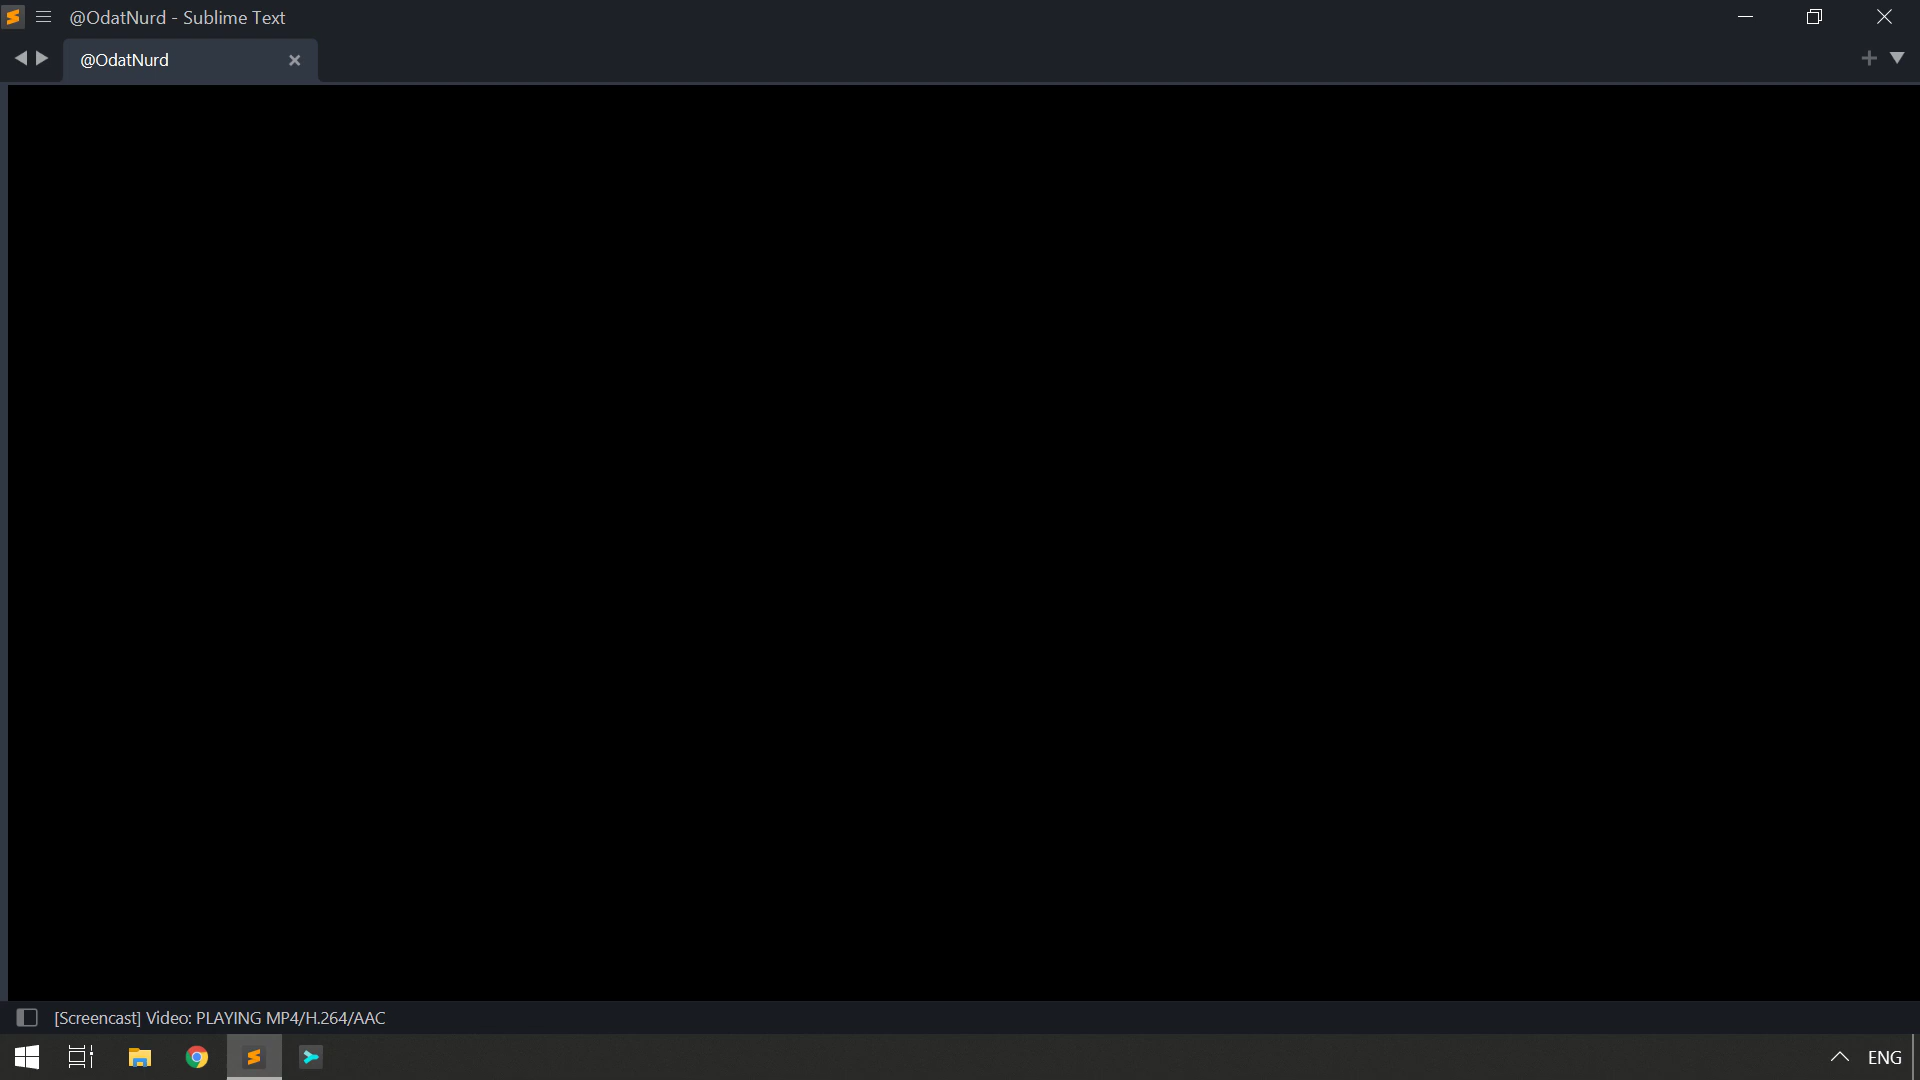 @OdatNurd - Sublime Text
@OdatNurd
[Screencast] Video: PLAYING MP4/H.264/AAC
ENG